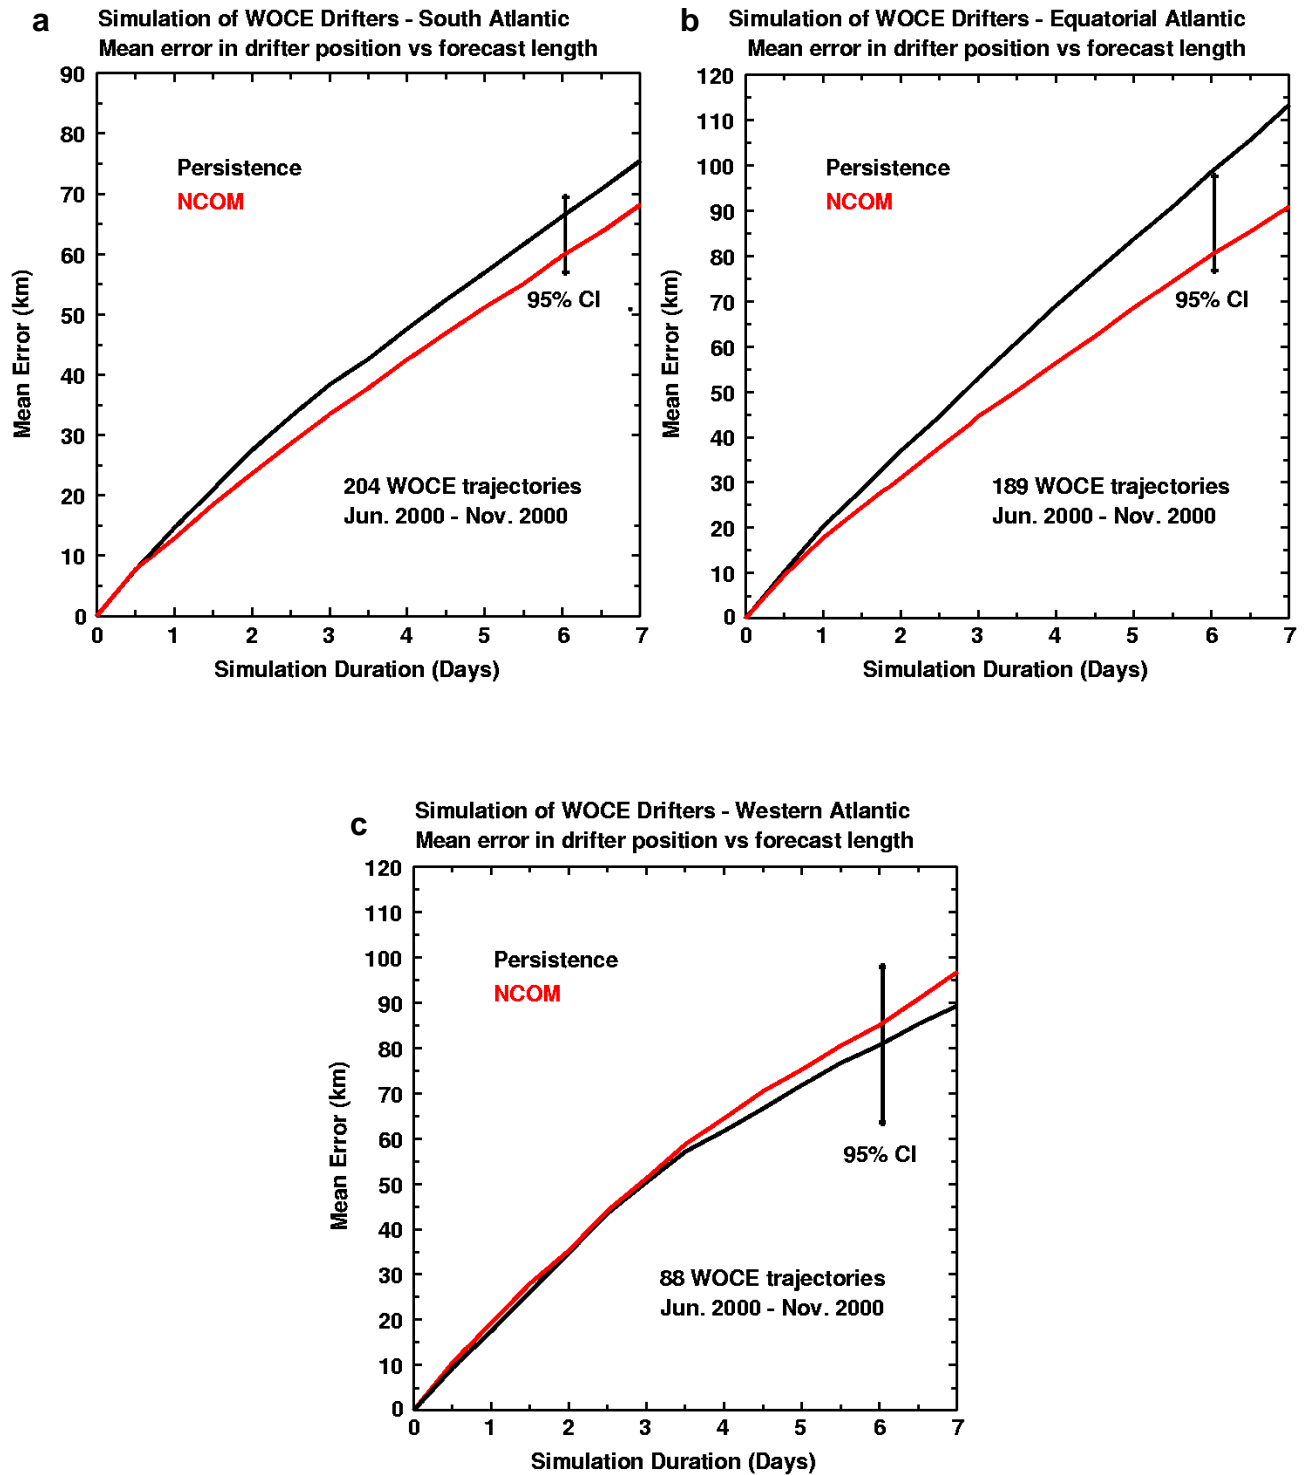 a
Simulation of WOCE Drifters - South Atlantic
Mean error in drifter position vs forecast length
90
80
70
60
50
40
30
20
10
0
Mean Error (km)
Persistence
NCOM
95% CI
204 WOCE trajectories
Jun. 2000 - Nov. 2000
0 1 2 3 4 5 6 7
Simulation Duration (Days)
b
Simulation of WOCE Drifters - Equatorial Atlantic
Mean error in drifter position vs forecast length
120
110
100
90
80
70
60
50
40
30
20
10
0
Mean Error (km)
Persistence
NCOM
95% CI
189 WOCE trajectories
Jun. 2000 - Nov. 2000
0 1 2 3 4 5 6 7
Simulation Duration (Days)
c
Simulation of WOCE Drifters - Western Atlantic
Mean error in drifter position vs forecast length
120
110
100
90
80
70
60
50
40
30
20
10
0
Mean Error (km)
Persistence
NCOM
95% CI
88 WOCE trajectories
Jun. 2000 - Nov. 2000
0 1 2 3 4 5 6 7
Simulation Duration (Days)